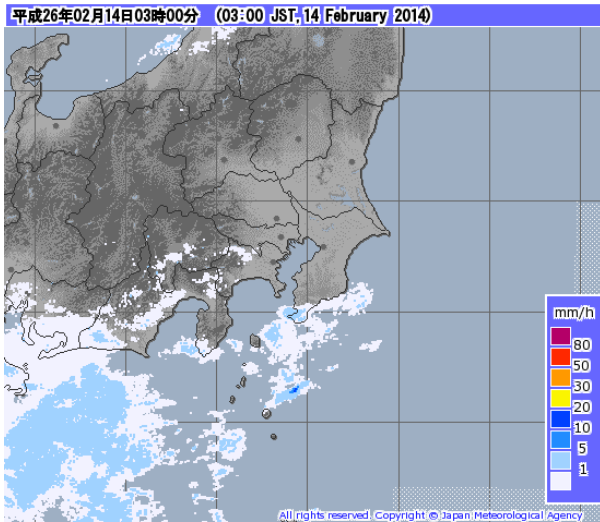 平成26年02月14日03時00分 (03:00 JST, 14 February 2014)
mm/h
80
50
30
20
10
5
1
All rights reserved. Copyright © Japan Meteorological Agency